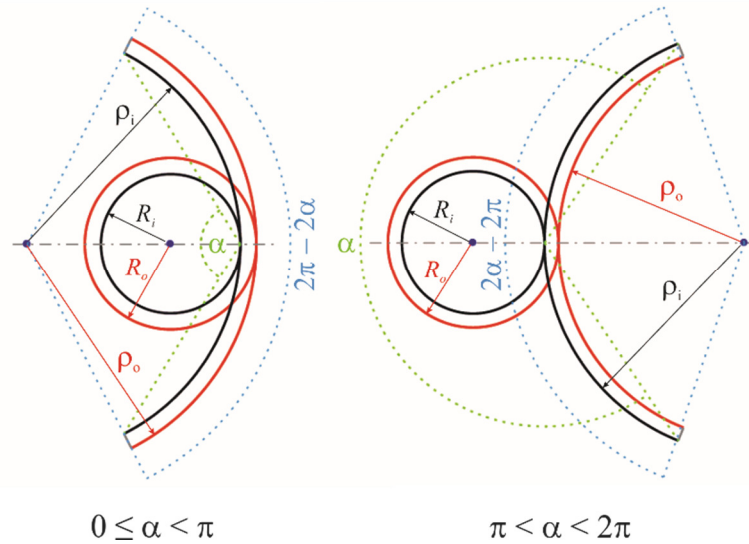 ρi
Ri
Ro
α
2π − 2α
ρo
0 ≤ α < π
α
Ri
Ro
2α − 2π
ρo
ρi
π < α < 2π